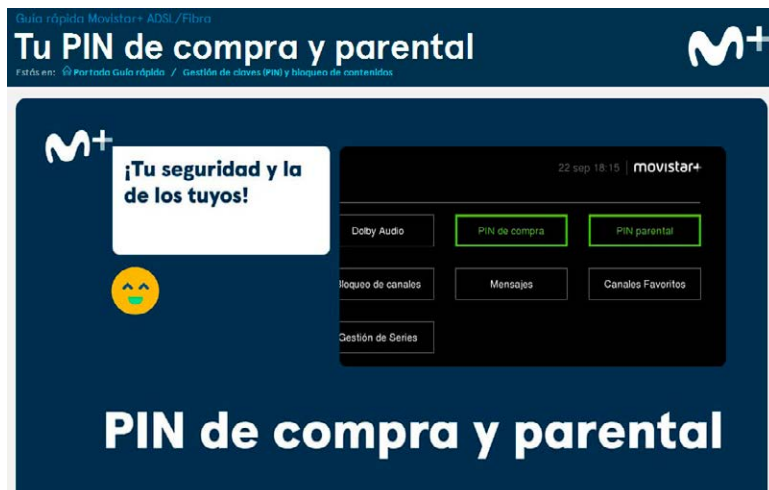 Guía rápida Movistar+ ADSL/Fibra
Tu PIN de compra y parental
M+
Estás en: Portada Guía rápida / Gestión de claves (PIN) y bloqueo de contenidos
M+
¡Tu seguridad y la
de los tuyos!
22 sep 18:15 | movistar+
Dolby Audio
PIN de compra
PIN parental
Bloqueo de canales
Mensajes
Canales Favoritos
Gestión de Series
PIN de compra y parental